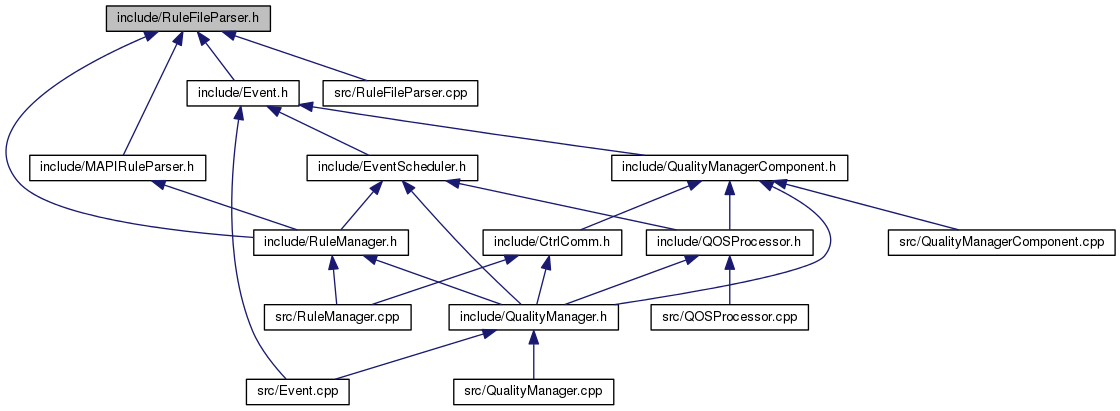 include/RuleFileParser.h
include/Event.h
src/RuleFileParser.cpp
include/MAPIRuleParser.h
include/EventScheduler.h
include/QualityManagerComponent.h
include/RuleManager.h
include/CtrlComm.h
include/QOSProcessor.h
src/QualityManagerComponent.cpp
src/RuleManager.cpp
include/QualityManager.h
src/QOSProcessor.cpp
src/Event.cpp
src/QualityManager.cpp